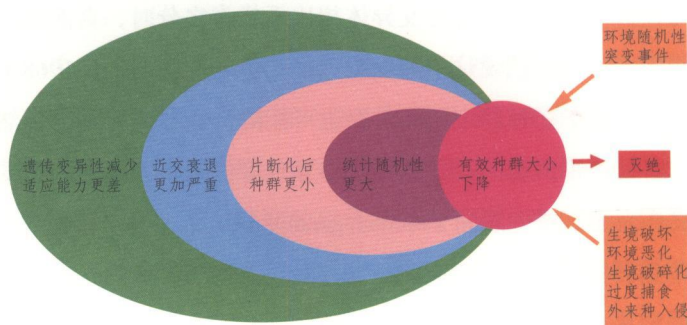 环境随机性
突变事件
遗传变异性减少
适应能力更差
近交衰退
更加严重
片断化后
种群更小
统计随机性
更大
有效种群大小
下降
灭绝
生境破坏
环境恶化
生境破碎化
过度捕食
外来种入侵